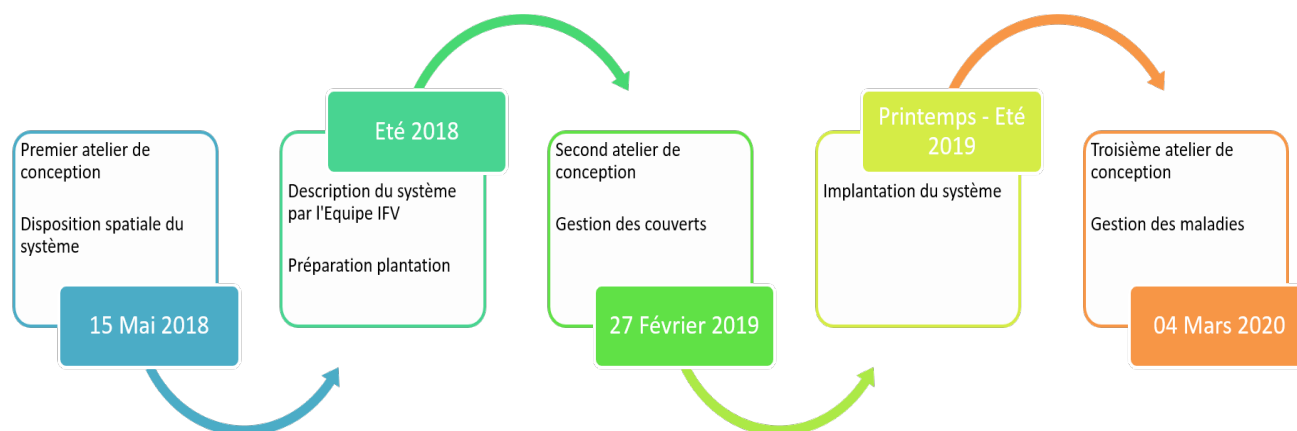 Premier atelier de
conception
Disposition spatiale du
système
15 Mai 2018
Eté 2018
Description du système
par l'Equipe IFV
Préparation plantation
Second atelier de
conception
Gestion des couverts
27 Février 2019
Printemps - Eté
2019
Implantation du système
Troisième atelier de
conception
Gestion des maladies
04 Mars 2020